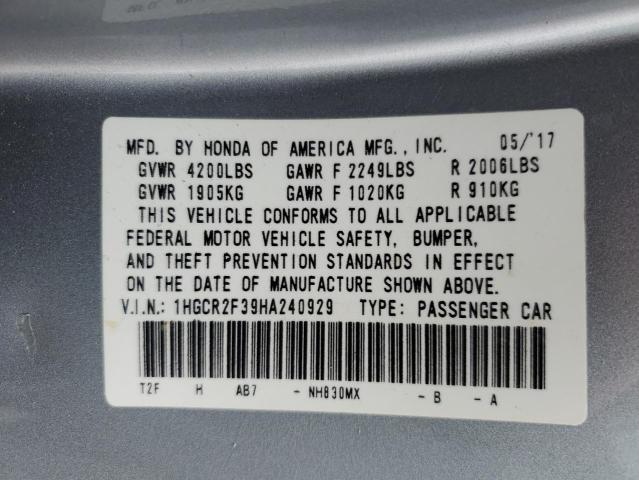 MFD. BY HONDA OF AMERICA MFG., INC. 05/'17
GVWR 4200LBS GAWR F 2249LBS R 2006LBS
GVWR 1905KG GAWR F 1020KG R 910KG
THIS VEHICLE CONFORMS TO ALL APPLICABLE
FEDERAL MOTOR VEHICLE SAFETY, BUMPER,
AND THEFT PREVENTION STANDARDS IN EFFECT
ON THE DATE OF MANUFACTURE SHOWN ABOVE.
V.I.N.: 1HGCR2F39HA240929 TYPE: PASSENGER CAR
T2F H AB7 - NH830MX - B - A